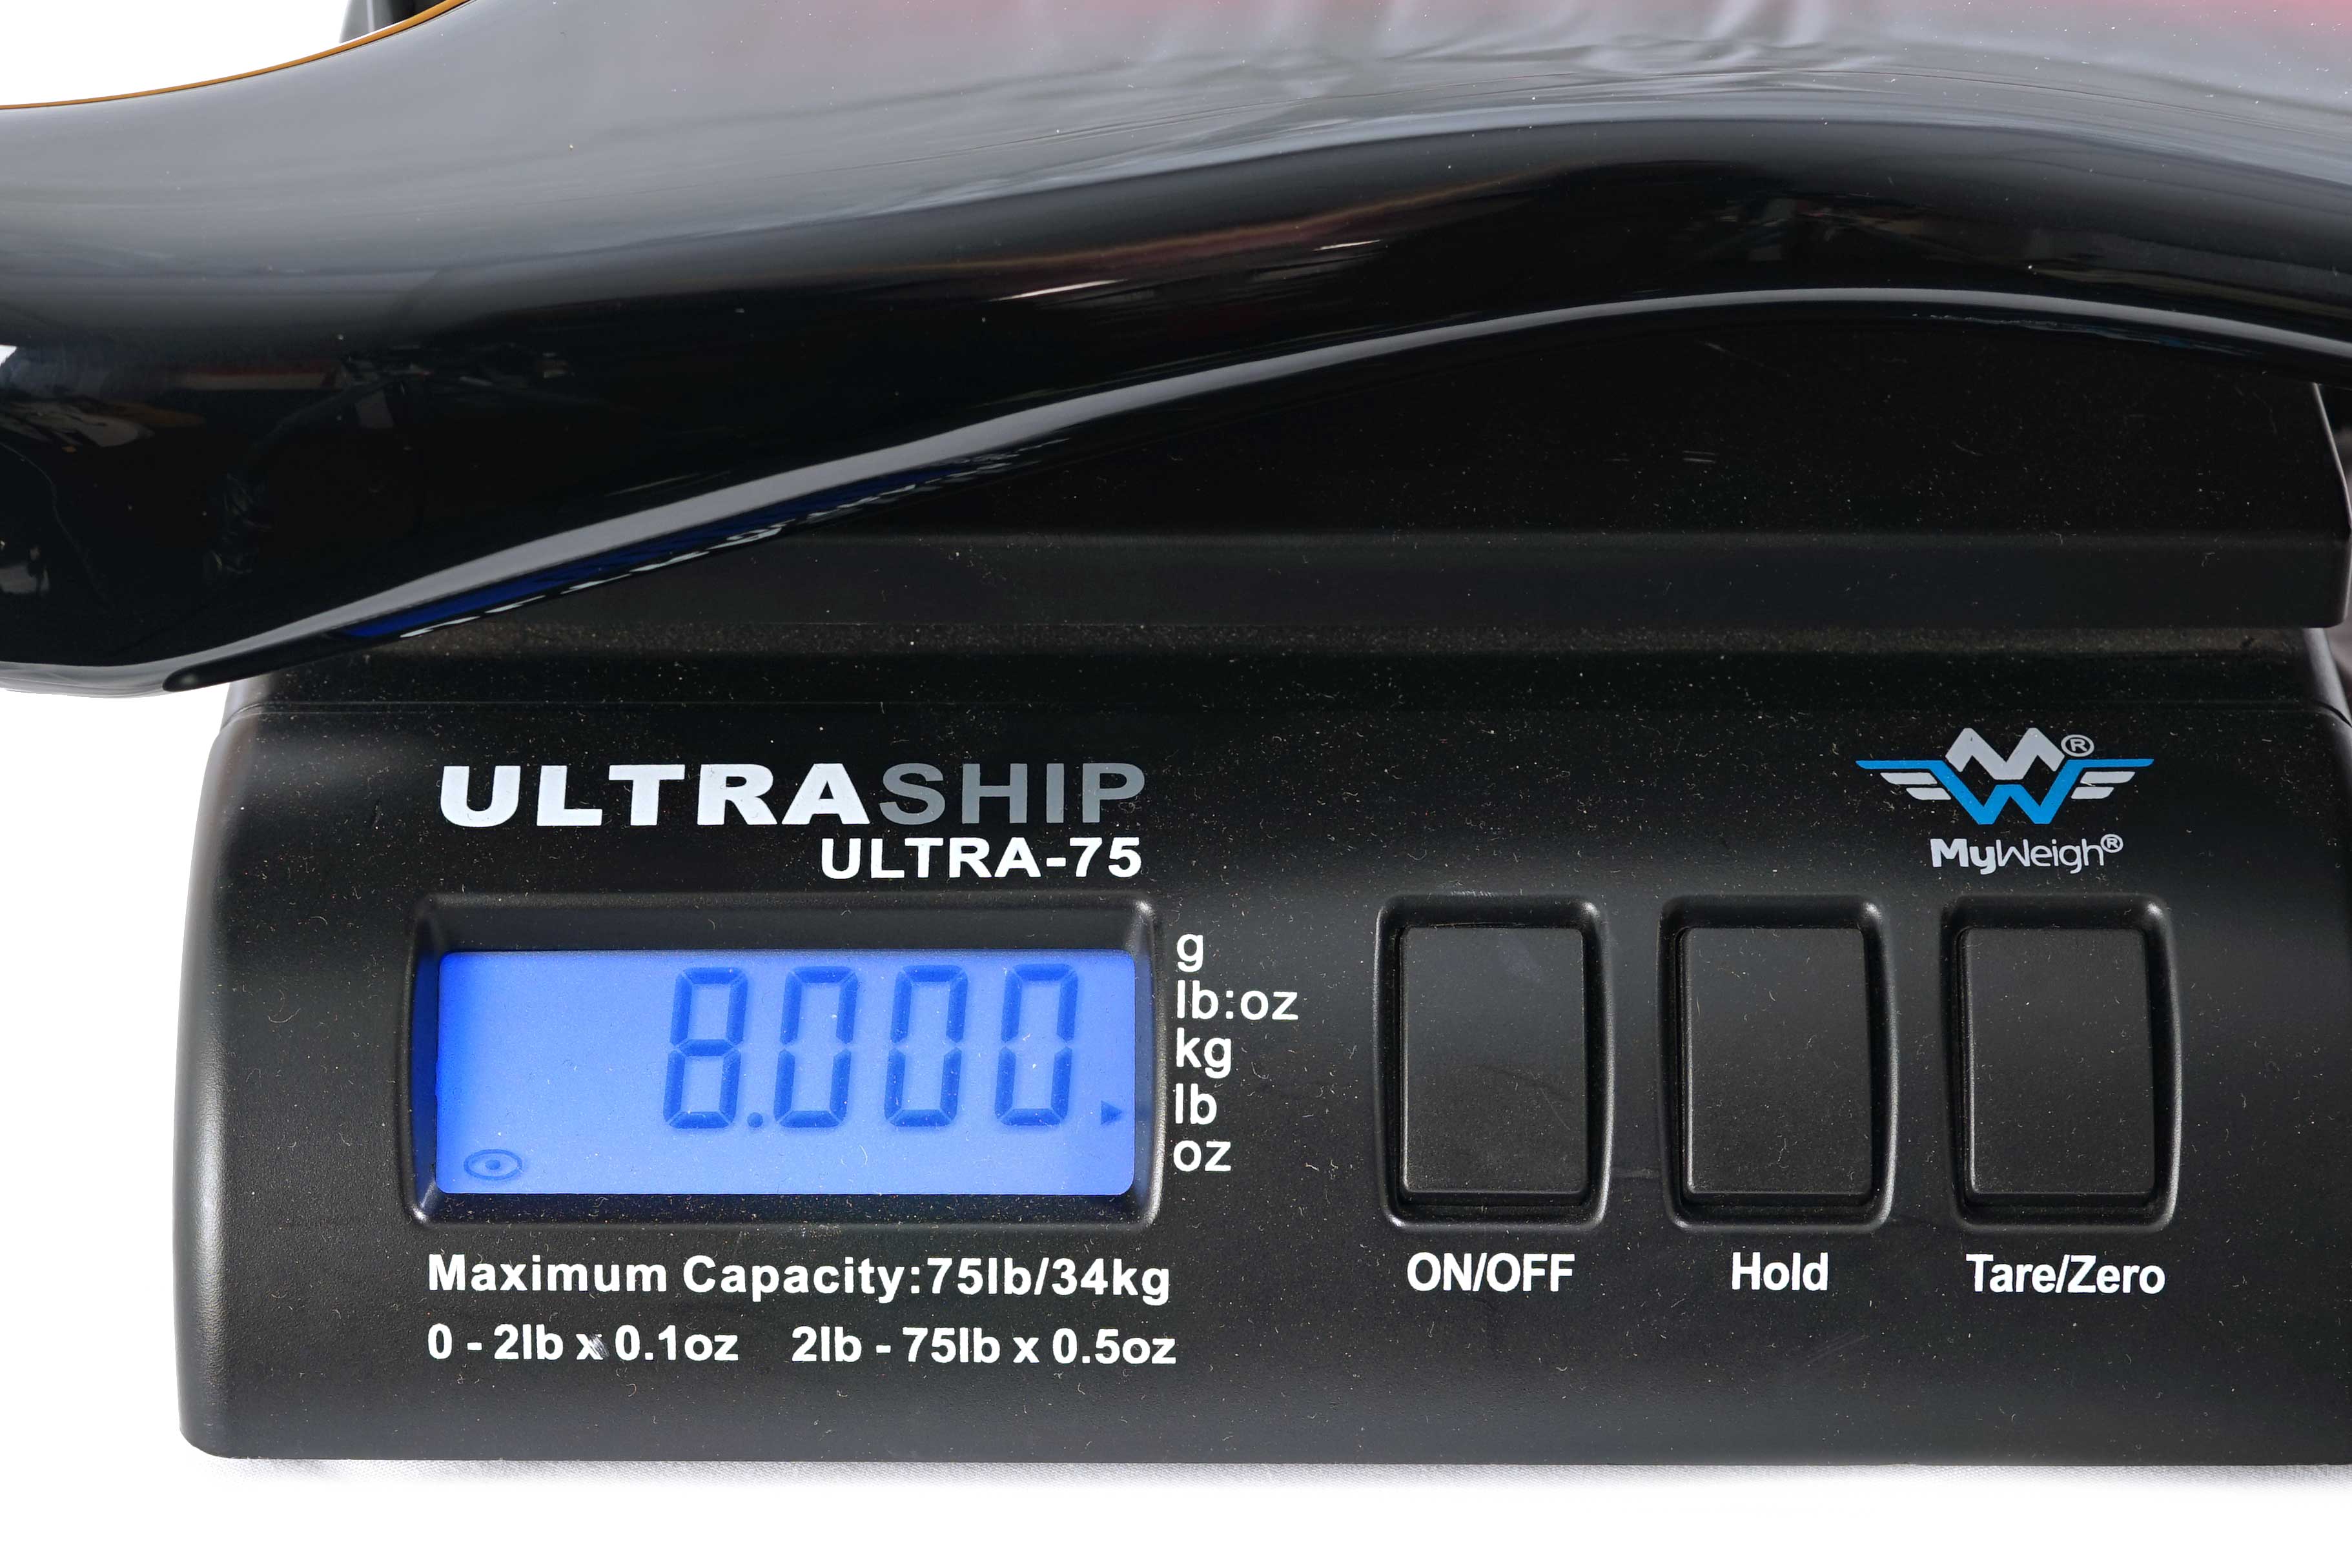 ULTRASHIP
ULTRA-75
MW®
MyWeigh®
8.000
g
lb:oz
kg
lb
oz
Maximum Capacity:75lb/34kg
0 - 2lb x 0.1oz 2lb - 75lb x 0.5oz
ON/OFF
Hold
Tare/Zero